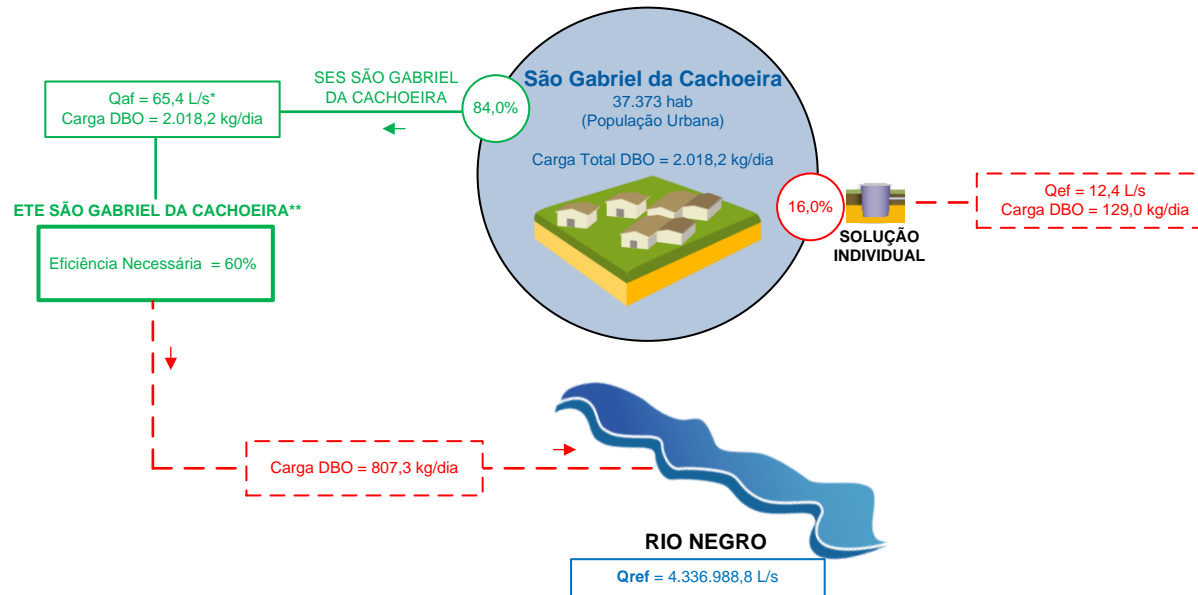 São Gabriel da Cachoeira
37.373 hab
(População Urbana)
Carga Total DBO = 2.018,2 kg/dia
84,0%
SES SÃO GABRIEL
DA CACHOEIRA
Qaf = 65,4 L/s*
Carga DBO = 2.018,2 kg/dia
ETE SÃO GABRIEL DA CACHOEIRA**
Eficiência Necessária = 60%
16,0%
SOLUÇÃO
INDIVIDUAL
Qef = 12,4 L/s
Carga DBO = 129,0 kg/dia
Carga DBO = 807,3 kg/dia
RIO NEGRO
Qref = 4.336.988,8 L/s